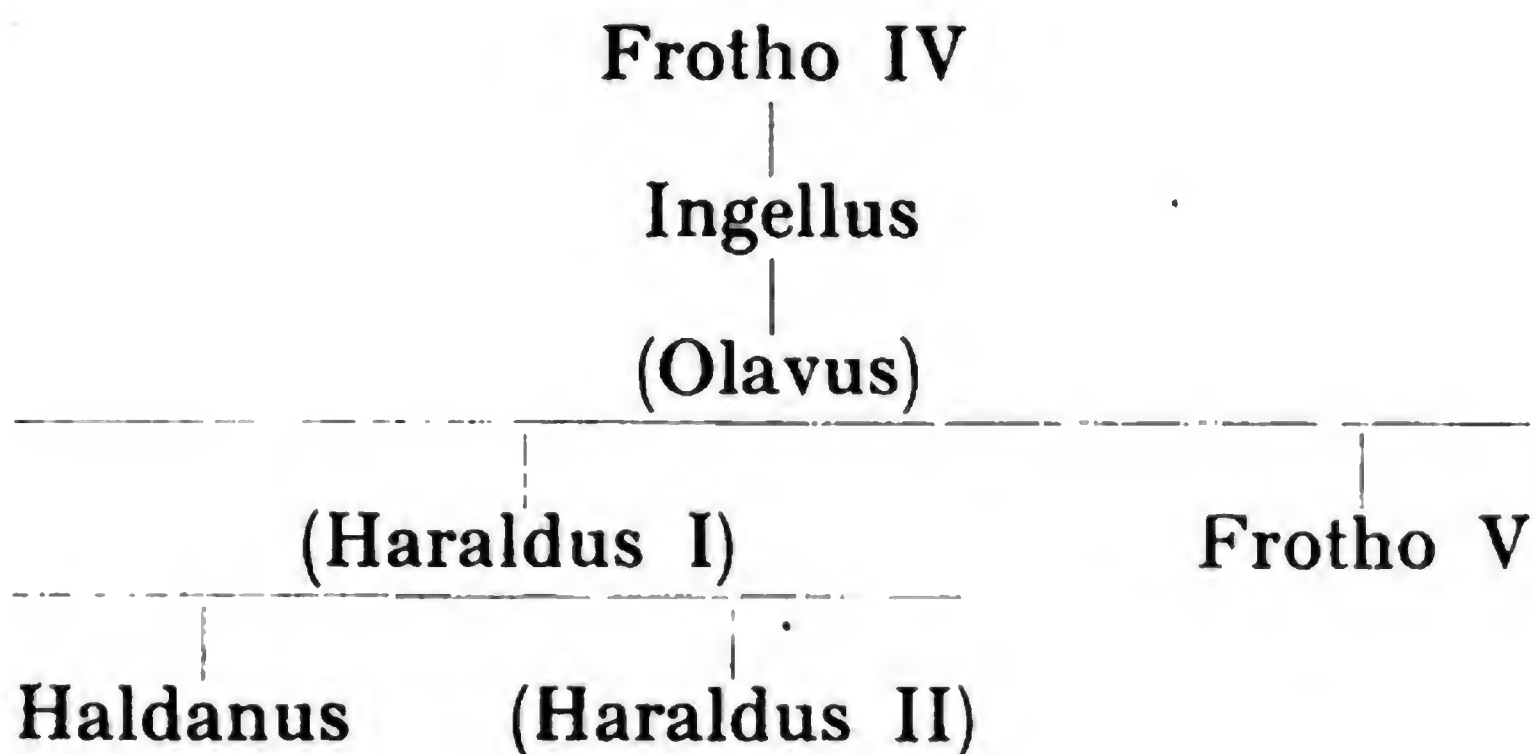 Frotho IV
Ingellus
(Olavus)
(Haraldus I) Frotho V
Haldanus (Haraldus II)